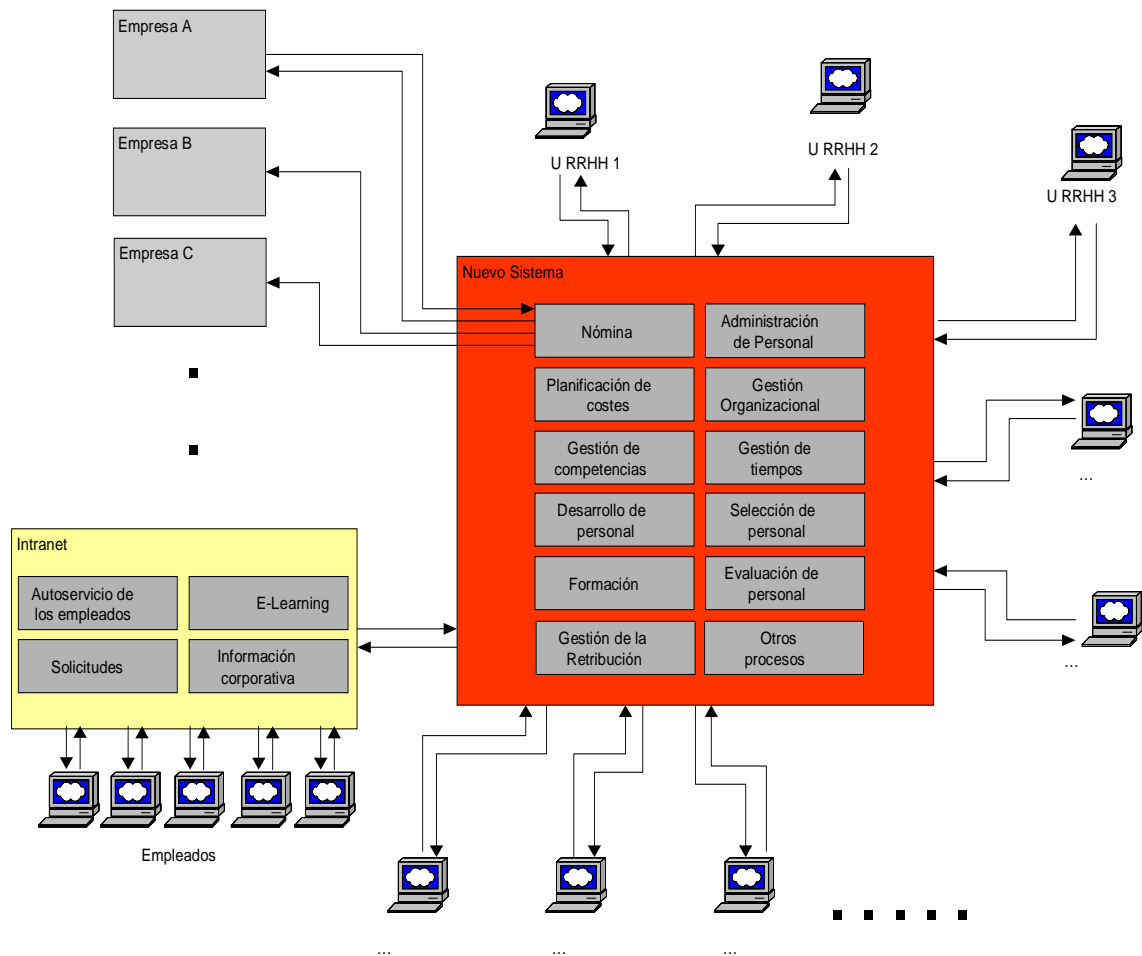 Empresa A
Empresa B
Empresa C
U RRHH 1
U RRHH 2
U RRHH 3
Nuevo Sistema
Nómina
Administración
de Personal
Planificación de
costes
Gestión
Organizacional
Gestión de
competencias
Gestión de
tiempos
...
Desarrollo de
personal
Selección de
personal
Formación
Evaluación de
personal
...
Gestión de la
Retribución
Otros
procesos
Intranet
Autoservicio de
los empleados
E-Learning
Solicitudes
Información
corporativa
Empleados
...
...
...